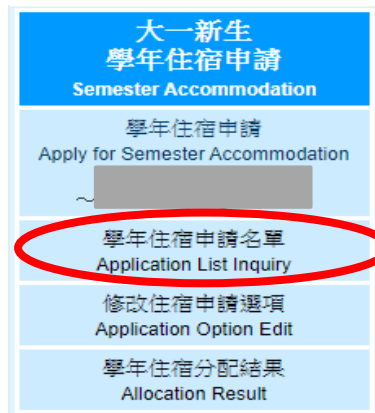 大一新生
學年住宿申請
Semester Accommodation
學年住宿申請
Apply for Semester Accommodation
～
學年住宿申請名單
Application List Inquiry
修改住宿申請選項
Application Option Edit
學年住宿分配結果
Allocation Result